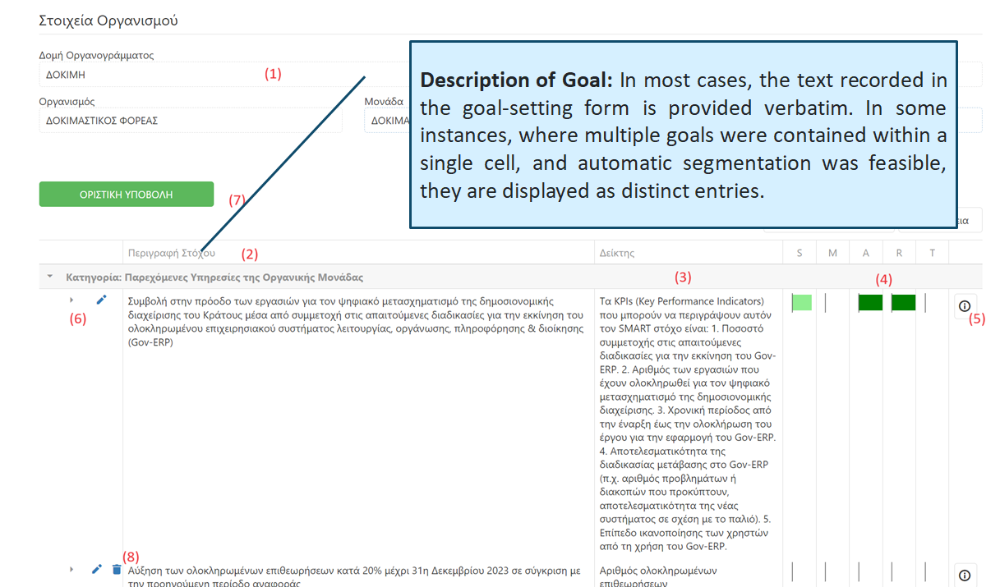 Στοιχεία Οργανισμού
Δομή Οργανογράμματος
ΔΟΚΙΜΗ
(1)
Οργανισμός
Μονάδα
ΔΟΚΙΜΑΣΤΙΚΟΣ ΦΟΡΕΑΣ
ΔΟΚΙΜΑ
Description of Goal: In most cases, the text recorded in
the goal-setting form is provided verbatim. In some
instances, where multiple goals were contained within a
single cell, and automatic segmentation was feasible,
they are displayed as distinct entries.
ΟΡΙΣΤΙΚΗ ΥΠΟΒΟΛΗ
(7)
εια
Περιγραφή Στόχου
(2)
Δείκτης
S M A R T
Κατηγορία: Παρεχόμενες Υπηρεσίες της Οργανικής Μονάδας
(3)
(4)
(6)
Συμβολή στην πρόοδο των εργασιών για τον ψηφιακό μετασχηματισμό της δημοσιονομικής
διαχείρισης του Κράτους μέσα από συμμετοχή στις απαιτούμενες διαδικασίες για την εκκίνηση του
ολοκληρωμένου επιχειρησιακού συστήματος λειτουργίας, οργάνωσης, πληροφόρησης & διοίκησης
(Gov-ERP)
Τα KPIs (Key Performance Indicators)
που μπορούν να περιγράψουν αυτόν
τον SMART στόχο είναι: 1. Ποσοστό
συμμετοχής στις απαιτούμενες
διαδικασίες για την εκκίνηση του Gov-
ERP. 2. Αριθμός των εργασιών που
έχουν ολοκληρωθεί για τον ψηφιακό
μετασχηματισμό της δημοσιονομικής
διαχείρισης. 3. Χρονική περίοδος από
την έναρξη έως την ολοκλήρωση του
έργου για την εφαρμογή του Gov-ERP.
4. Αποτελεσματικότητα της
διαδικασίας μετάβασης στο Gov-ERP
(π.χ. αριθμός προβλημάτων ή
διακοπών που προκύπτουν,
αποτελεσματικότητα της νέας
συστήματος σε σχέση με το παλιό). 5.
Επίπεδο ικανοποίησης των χρηστών
από τη χρήση του Gov-ERP.
(5)
(8)
Αύξηση των ολοκληρωμένων επιθεωρήσεων κατά 20% μέχρι 31η Δεκεμβρίου 2023 σε σύγκριση με
την προηγούμενη περίοδο αναφοράς
Αριθμός ολοκληρωμένων
επιθεωρήσεων